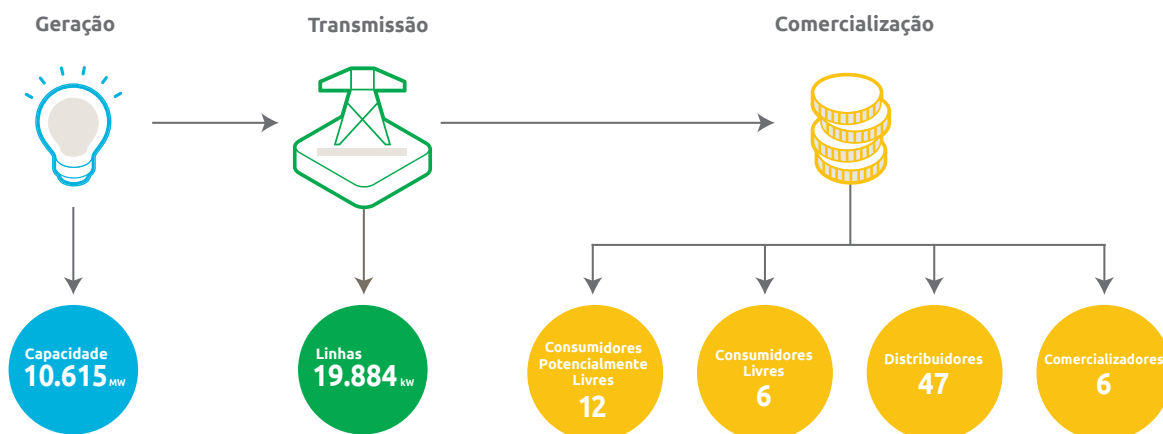 Geração
Transmissão
Comercialização
Capacidade
10.615 MW
Linhas
19.884 kW
Consumidores
Potencialmente
Livres
12
Consumidores
Livres
6
Distribuidores
47
Comercializadores
6